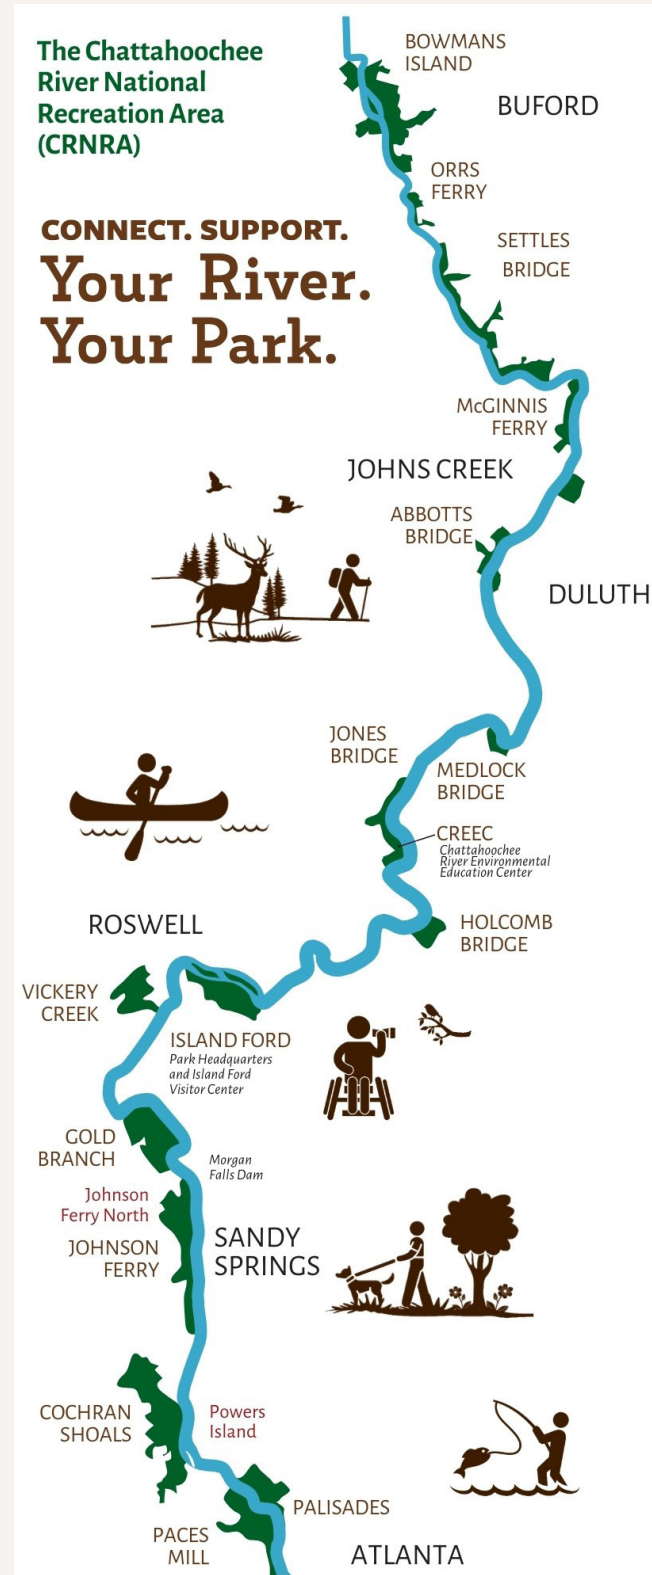 The Chattahoochee
River National
Recreation Area
(CRNRA)
CONNECT. SUPPORT.
Your River.
Your Park.
BOWMANS
ISLAND
BUFORD
ORRS
FERRY
SETTLES
BRIDGE
McGINNIS
FERRY
JOHNS CREEK
ABBOTTS
BRIDGE
DULUTH
JONES
BRIDGE
MEDLOCK
BRIDGE
CREEC
Chattahoochee
River Environmental
Education Center
ROSWELL
HOLCOMB
BRIDGE
VICKERY
CREEK
ISLAND FORD
Park Headquarters
and Island Ford
Visitor Center
GOLD
BRANCH
Morgan
Falls Dam
Johnson
Ferry North
JOHNSON
FERRY
SANDY
SPRINGS
COCHRAN
SHOALS
Powers
Island
PALISADES
PACES
MILL
ATLANTA